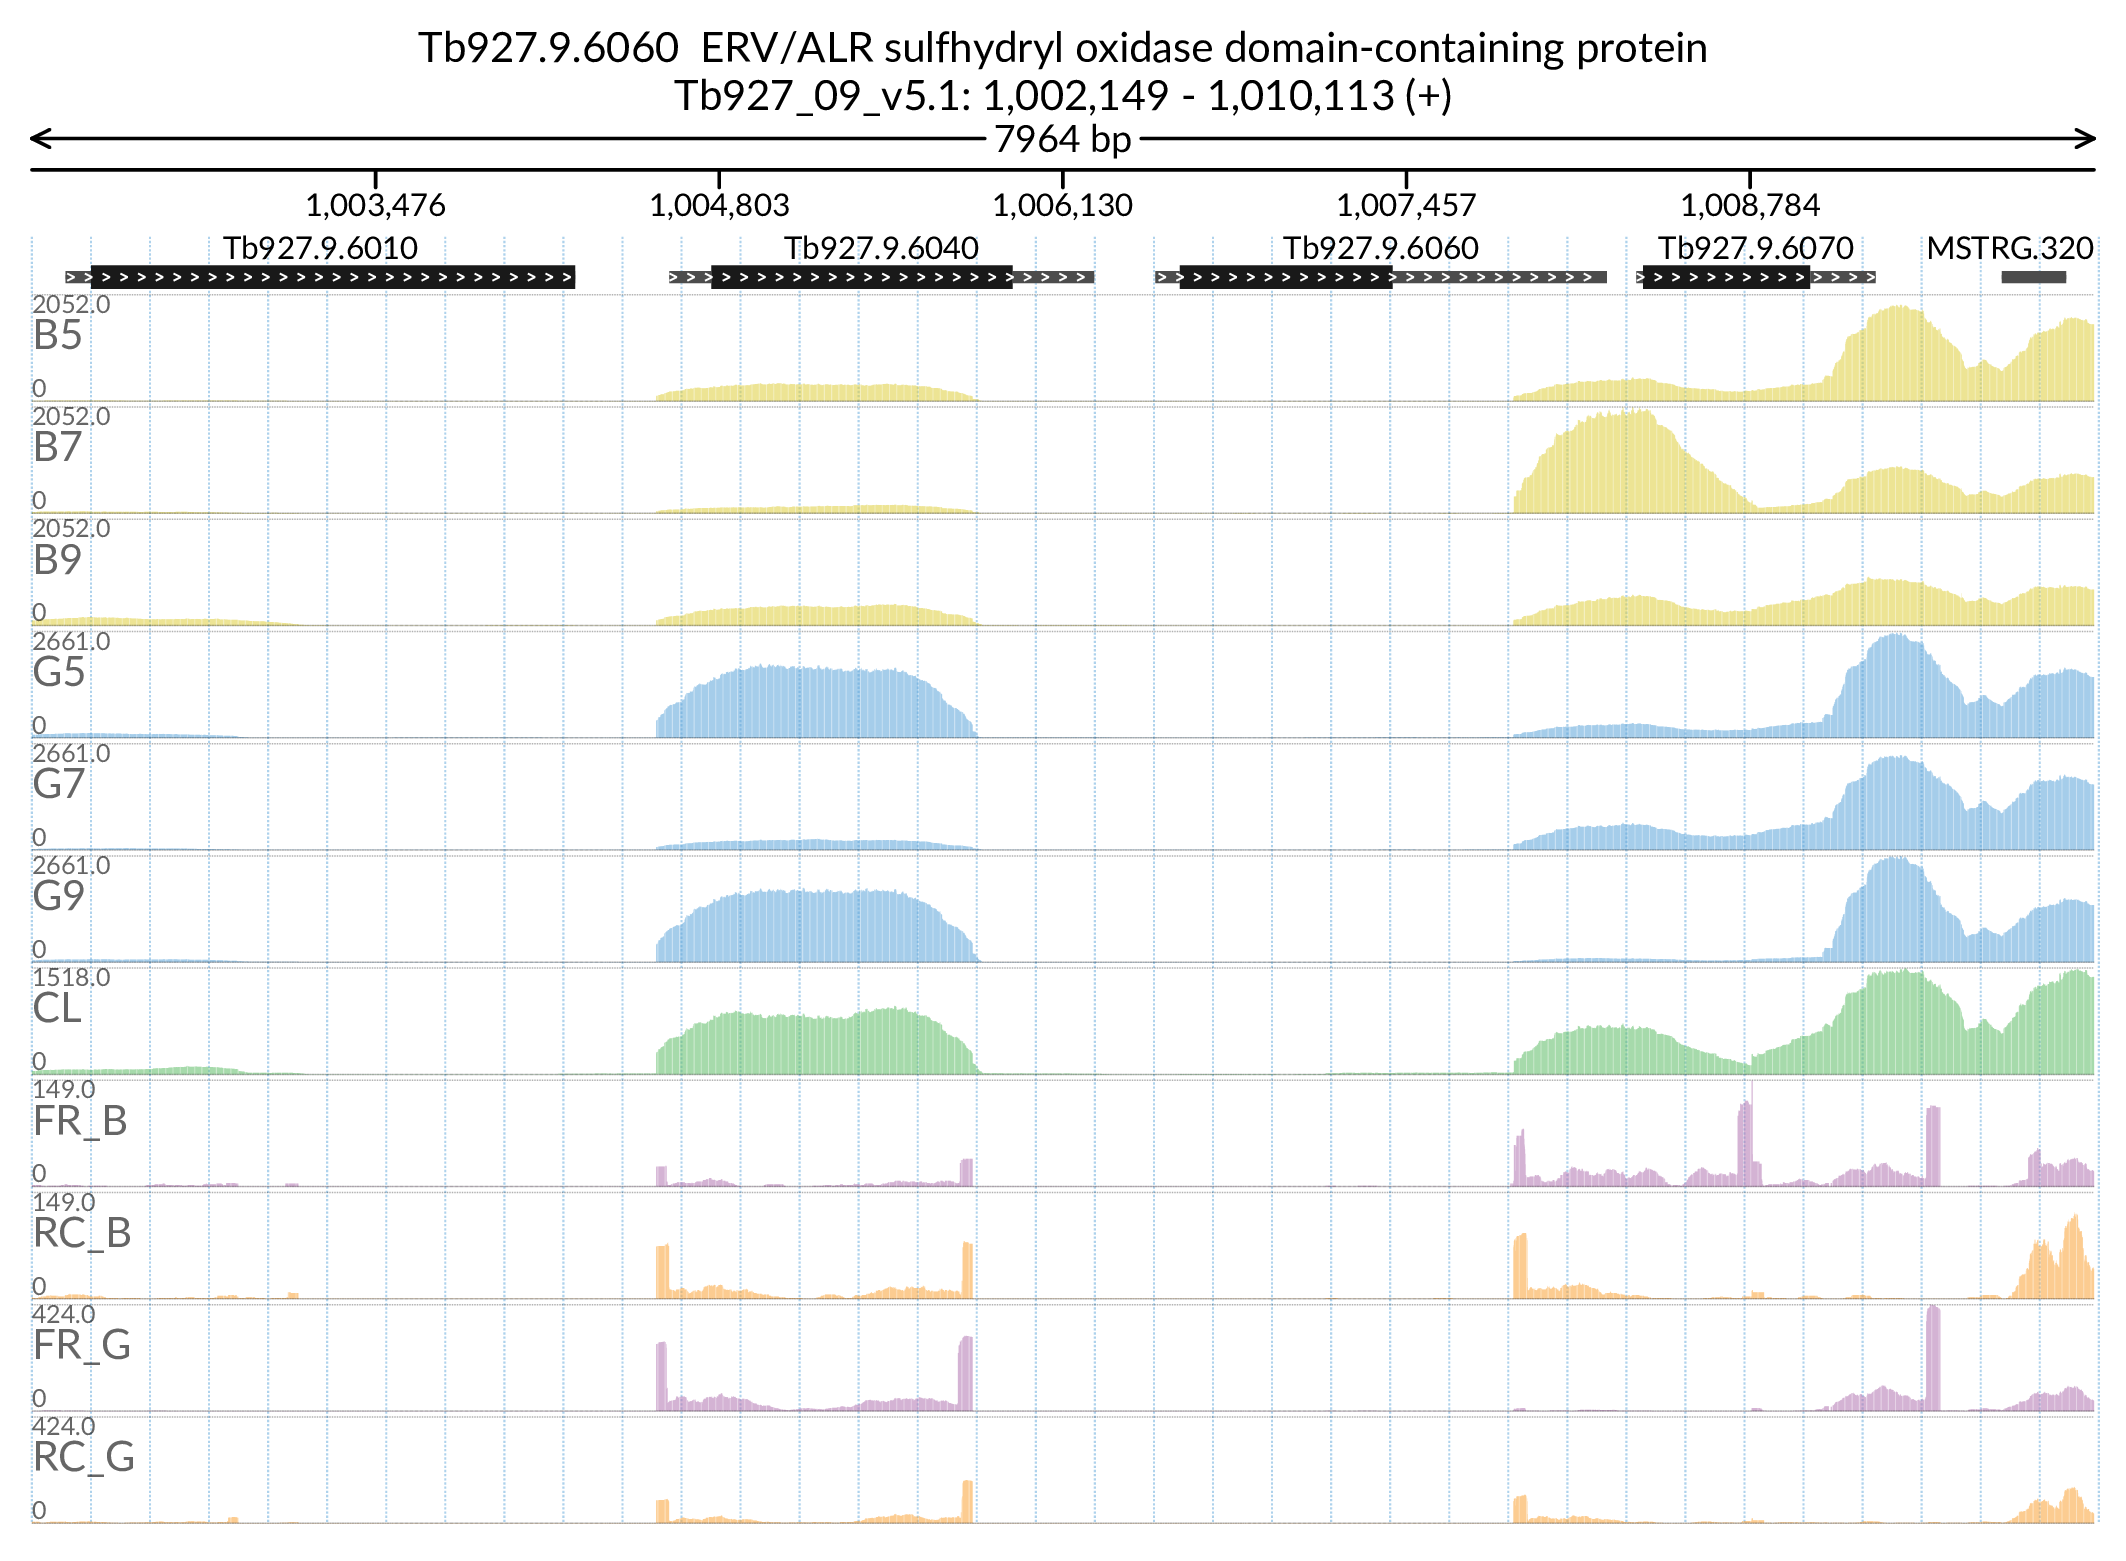 Tb927.9.6060 ERV/ALR sulfhydryl oxidase domain-containing protein
Tb927_09_v5.1: 1,002,149 - 1,010,113 (+)
7964 bp
1,003,476 1,004,803 1,006,130 1,007,457 1,008,784
Tb927.9.6010 Tb927.9.6040 Tb927.9.6060 Tb927.9.6070 MSTRG.320
2052.0
B5
0
2052.0
B7
0
2052.0
B9
0
2661.0
G5
0
2661.0
G7
0
2661.0
G9
0
1518.0
CL
0
149.0
FR_B
0
149.0
RC_B
0
424.0
FR_G
0
424.0
RC_G
0